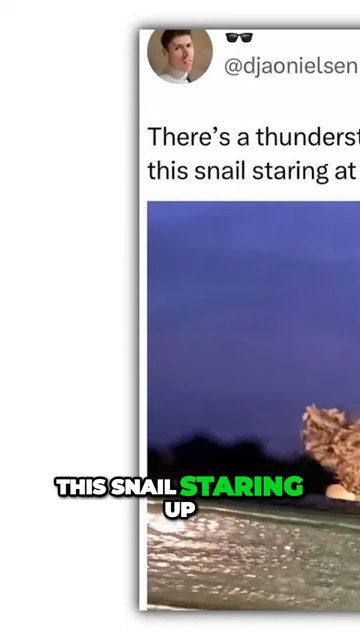 @djaonielsen
There's a thunderst
this snail staring at
THIS SNAIL STARING
UP